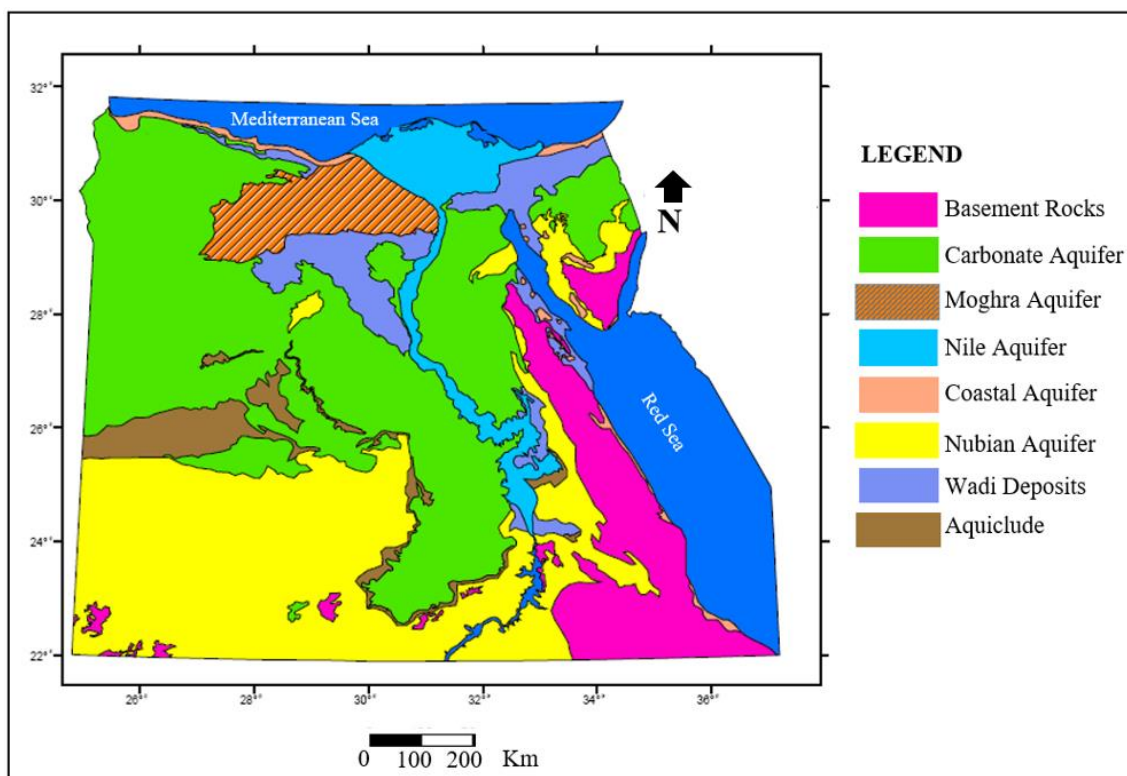 32°
30°
28°
26°
24°
22°
26°
28°
30°
32°
34°
36°
Mediterranean Sea
Red Sea
N
LEGEND
Basement Rocks
Carbonate Aquifer
Moghra Aquifer
Nile Aquifer
Coastal Aquifer
Nubian Aquifer
Wadi Deposits
Aquiclude
0 100 200 Km